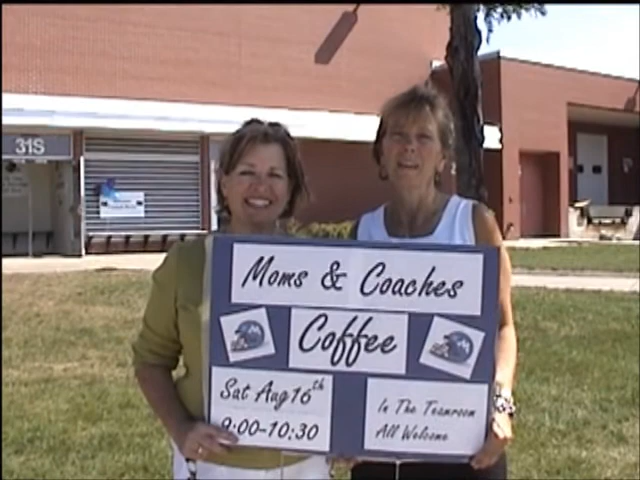 31S
Moms & Coaches
Coffee
Sat Aug 16th
9:00-10:30
In The Teamroom
All Welcome